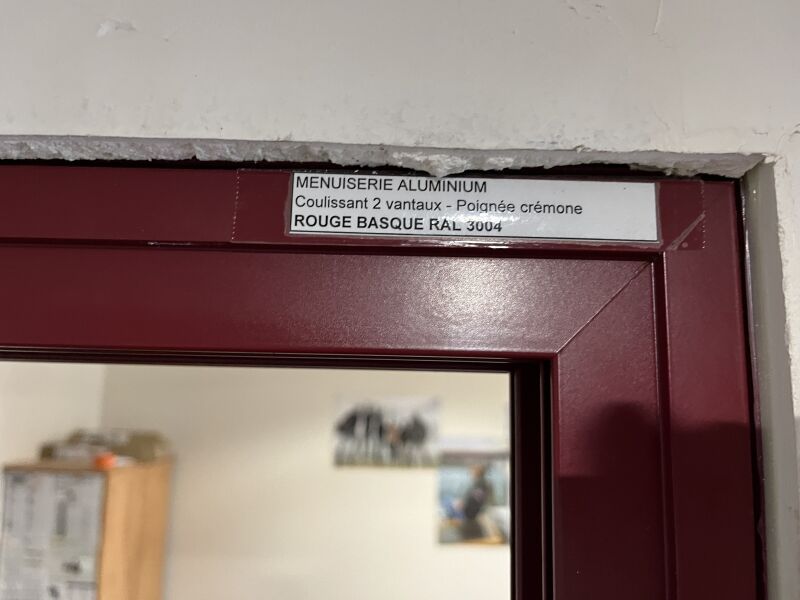 MENUISERIE ALUMINIUM
Coulissant 2 vantaux - Poignée crémone
ROUGE BASQUE RAL 3004